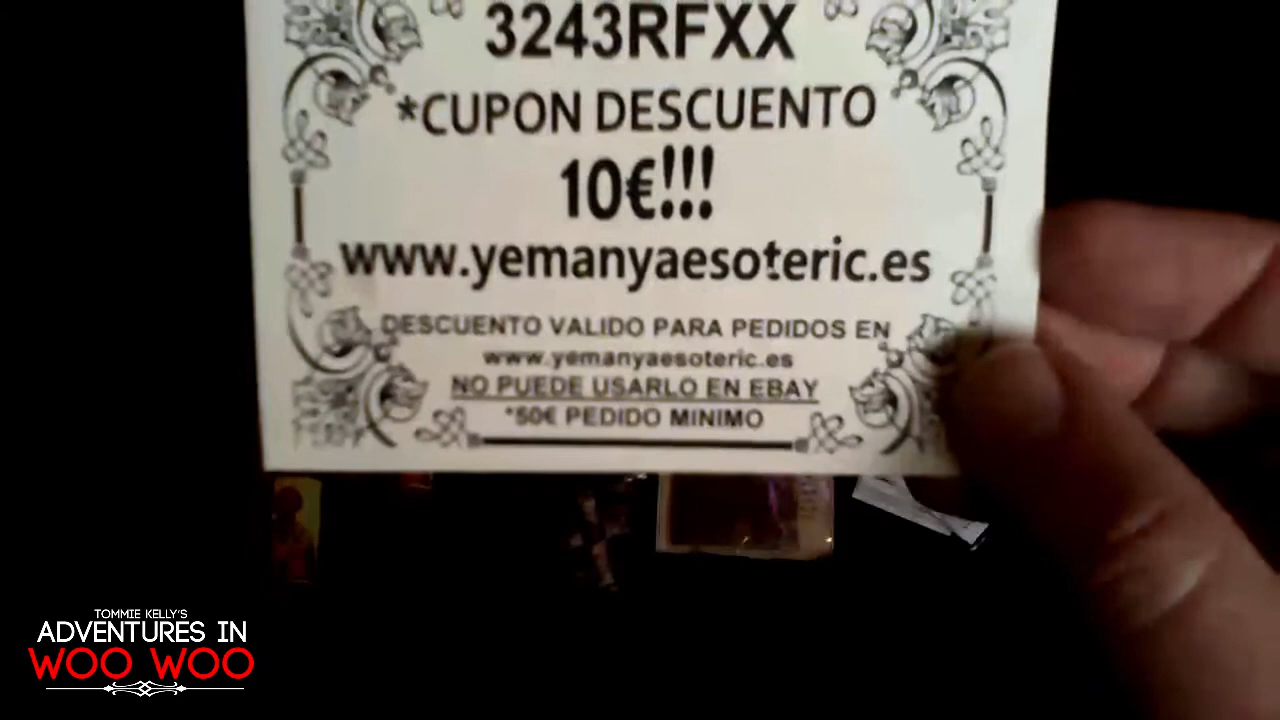 3243RFXX
*CUPON DESCUENTO
10€!!!
www.yemanyaesoteric.es
DESCUENTO VALIDO PARA PEDIDOS EN
www.yemanyaesoteric.es
NO PUEDE USARLO EN EBAY
*50€ PEDIDO MINIMO
TOMMIE KELLY'S
ADVENTURES IN
WOO WOO